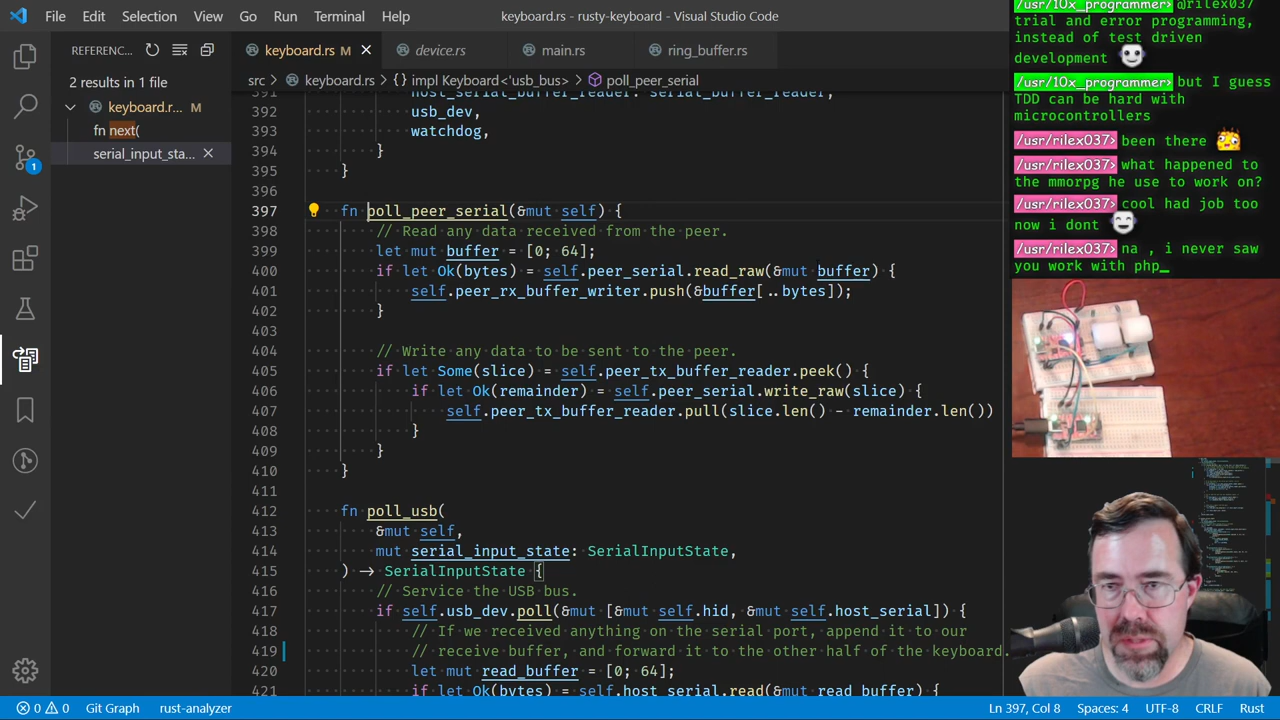 File Edit Selection View Go Run Terminal Help keyboard.rs - rusty-keyboard - Visual Studio Code
REFERENC...
keyboard.rs M
device.rs
main.rs
ring_buffer.rs
2 results in 1 file
keyboard.r... M
fn next(
serial_input_sta...
src > keyboard.rs > {} impl Keyboard<'usb_bus> > poll_peer_serial
391 host_serial_buffer_reader: serial_buffer_reader,
392 usb_dev,
393 watchdog,
394 }
395 }
396
397 fn poll_peer_serial(&mut self) {
398 // Read any data received from the peer.
399 let mut buffer = [0; 64];
400 if let Ok(bytes) = self.peer_serial.read_raw(&mut buffer) {
401 self.peer_rx_buffer_writer.push(&buffer[..bytes]);
402 }
403
404 // Write any data to be sent to the peer.
405 if let Some(slice) = self.peer_tx_buffer_reader.peek() {
406 if let Ok(remainder) = self.peer_serial.write_raw(slice) {
407 self.peer_tx_buffer_reader.pull(slice.len() - remainder.len())
408 }
409 }
410 }
411
412 fn poll_usb(
413 &mut self,
414 mut serial_input_state: SerialInputState,
415 ) -> SerialInputState {
416 // Service the USB bus.
417 if self.usb_dev.poll(&mut [&mut self.hid, &mut self.host_serial]) {
418 // If we received anything on the serial port, append it to our
419 // receive buffer, and forward it to the other half of the keyboard.
420 let mut read_buffer = [0; 64];
421 if let Ok(bytes) = self.host_serial.read(&mut read_buffer) {
/usr/10x_programmer> @rilex037
trial and error programming,
instead of test driven
development
/usr/10x_programmer> but I guess
TDD can be hard with
microcontrollers
/usr/rilex037> been there
/usr/rilex037> what happened to
the mmorpg he use to work on?
/usr/rilex037> cool had job too
now i dont
/usr/rilex037> na , i never saw
you work with php_
1
0 0 Git Graph rust-analyzer Ln 397, Col 8 Spaces: 4 UTF-8 CRLF Rust